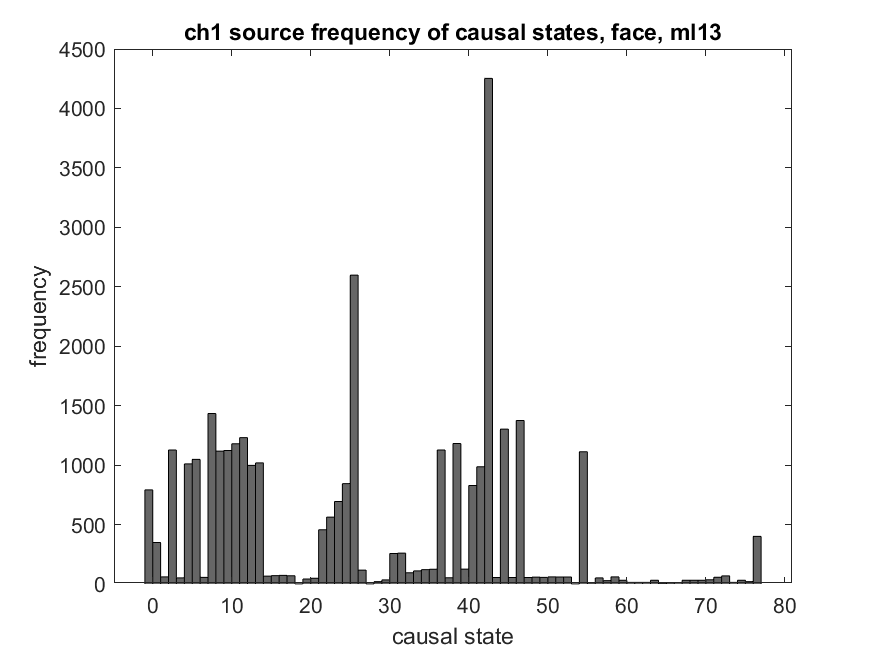 ch1 source frequency of causal states, face, ml13
4500
4000
3500
3000
2500
2000
1500
1000
500
0
frequency
0 10 20 30 40 50 60 70 80
causal state